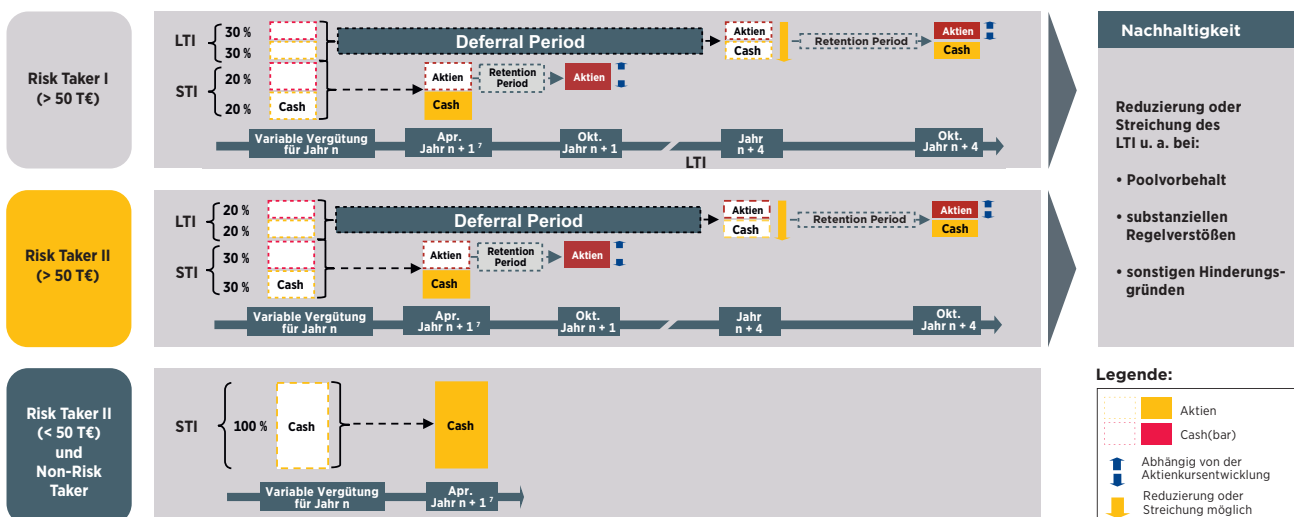 Risk Taker I
(> 50 T€)
LTI
30 %
30 %
STI
20 %
20 %
Cash
Deferral Period
Aktien
Cash
Retention Period
Aktien
Cash
Aktien
Cash
Retention
Period
Aktien
Variable Vergütung
für Jahr n
Apr.
Jahr n + 1 ⁷
Okt.
Jahr n + 1
Jahr
n + 4
Okt.
Jahr n + 4
LTI
Risk Taker II
(> 50 T€)
LTI
20 %
20 %
STI
30 %
30 %
Cash
Deferral Period
Aktien
Cash
Retention Period
Aktien
Cash
Aktien
Cash
Retention
Period
Aktien
Variable Vergütung
für Jahr n
Apr.
Jahr n + 1 ⁷
Okt.
Jahr n + 1
Jahr
n + 4
Okt.
Jahr n + 4
Risk Taker II
(< 50 T€)
und
Non-Risk
Taker
STI
100 %
Cash
Cash
Variable Vergütung
für Jahr n
Apr.
Jahr n + 1 ⁷
Nachhaltigkeit
Reduzierung oder
Streichung des
LTI u. a. bei:
• Poolvorbehalt
• substanziellen
Regelverstößen
• sonstigen Hinderungs-
gründen
Legende:
Aktien
Cash(bar)
Abhängig von der
Aktienkursentwicklung
Reduzierung oder
Streichung möglich